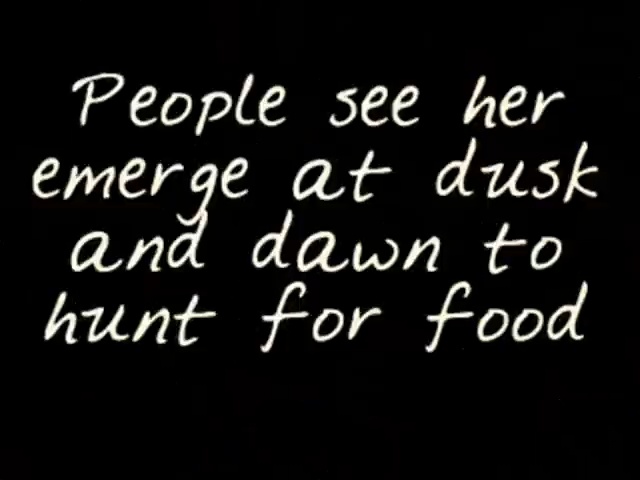 People see her
emerge at dusk
and dawn to
hunt for food